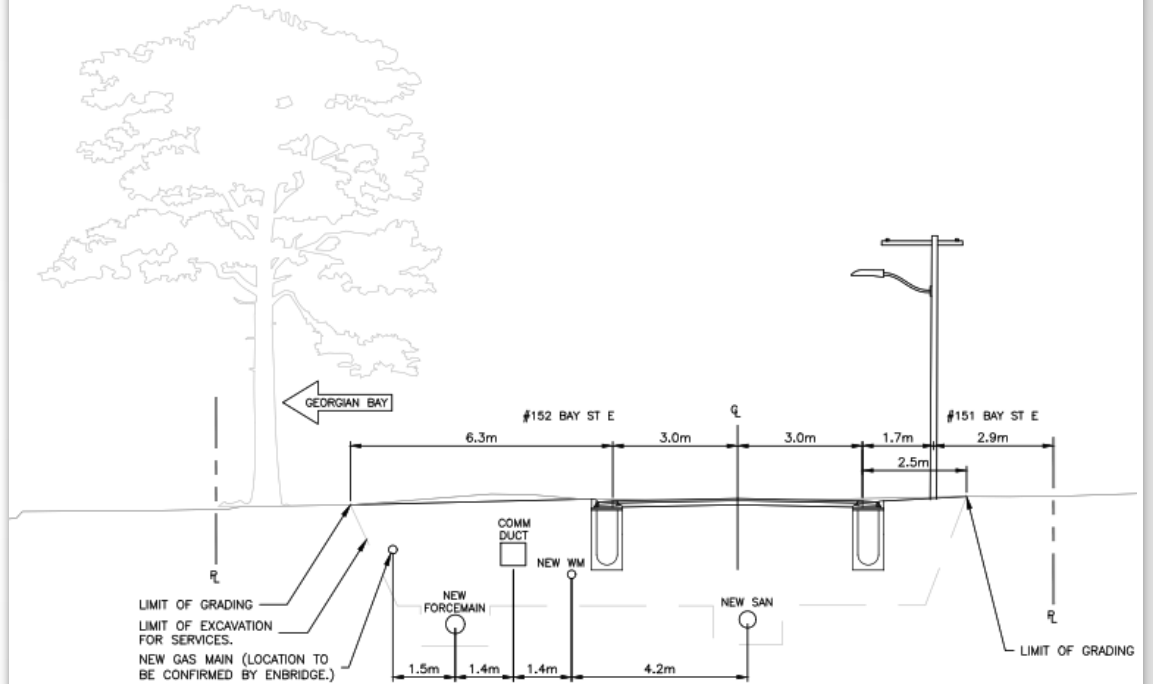 GEORGIAN BAY
#152 BAY ST E
℄
#151 BAY ST E
6.3m
3.0m
3.0m
1.7m
2.9m
2.5m
COMM
DUCT
NEW WM
NEW
FORCEMAIN
NEW SAN
PL
PL
LIMIT OF GRADING
LIMIT OF EXCAVATION
FOR SERVICES.
NEW GAS MAIN (LOCATION TO
BE CONFIRMED BY ENBRIDGE.)
LIMIT OF GRADING
1.5m
1.4m
1.4m
4.2m